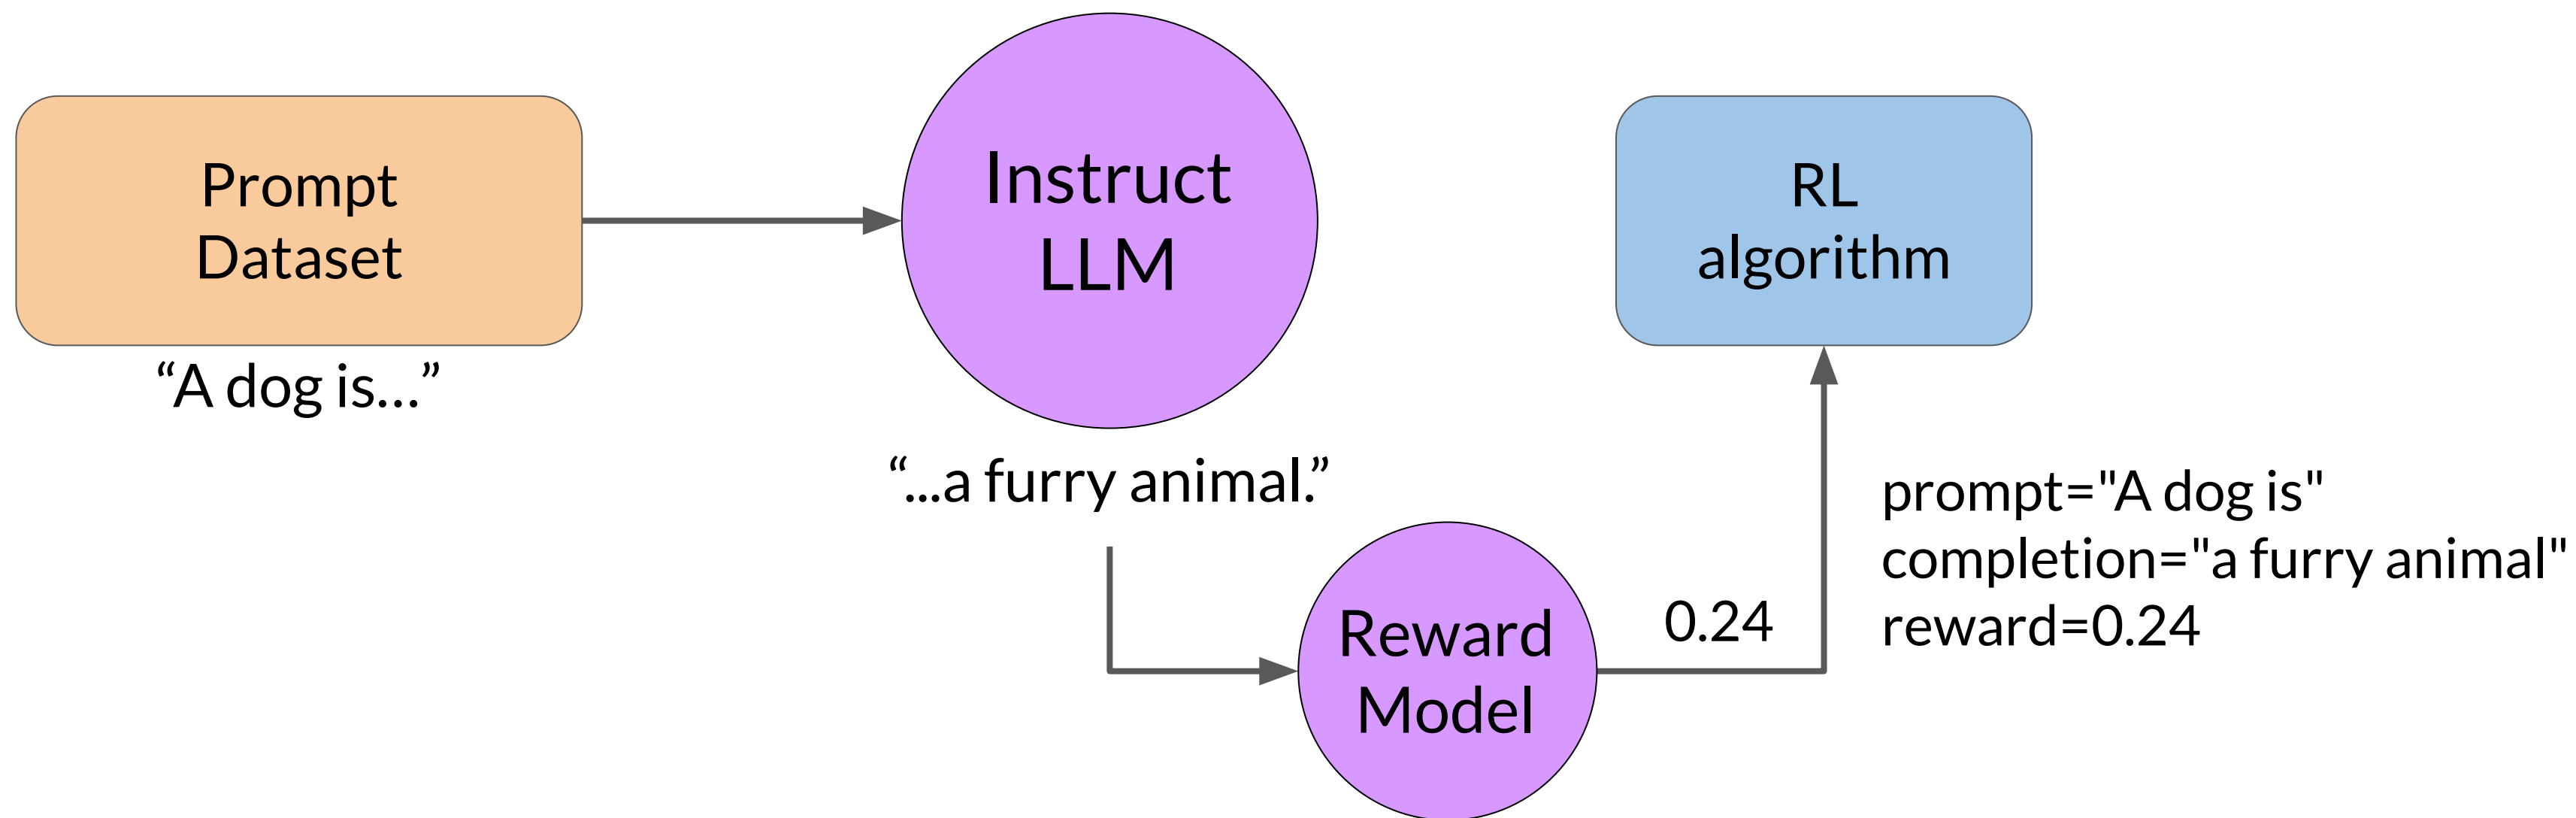 Prompt
Dataset
“A dog is…”
Instruct
LLM
“...a furry animal.”
Reward
Model
0.24
RL
algorithm
prompt="A dog is"
completion="a furry animal"
reward=0.24